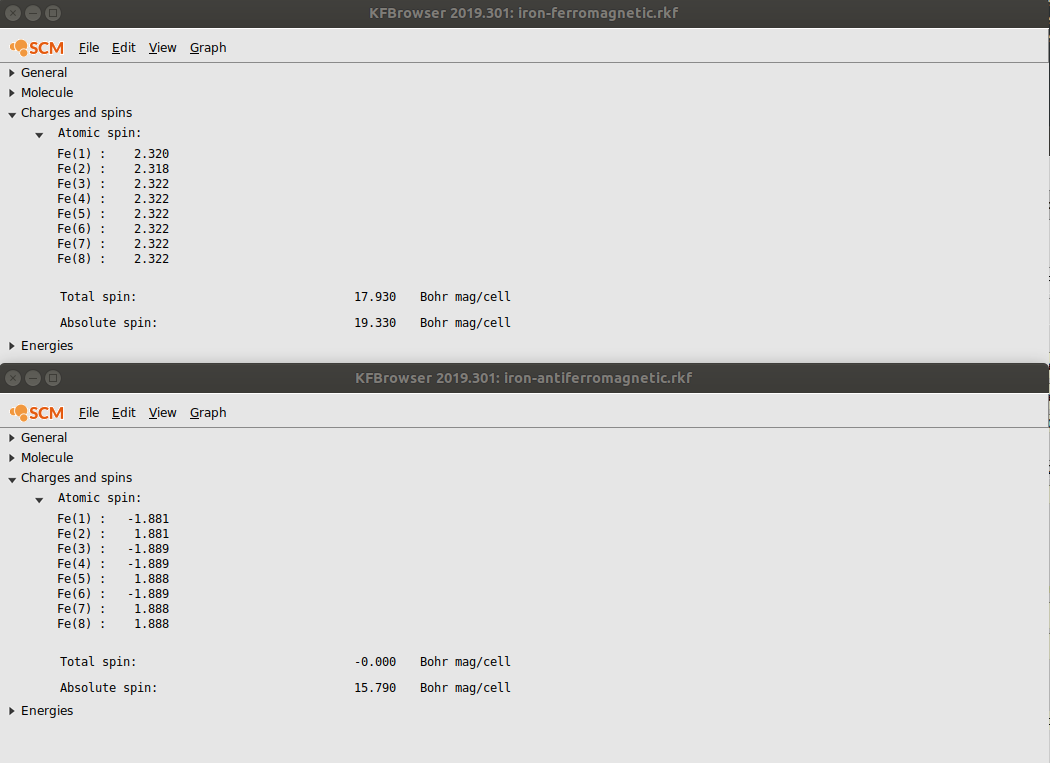 KFBrowser 2019.301: iron-ferromagnetic.rkf
SCM File Edit View Graph
General
Molecule
Charges and spins
Atomic spin:
Fe(1) : 2.320
Fe(2) : 2.318
Fe(3) : 2.322
Fe(4) : 2.322
Fe(5) : 2.322
Fe(6) : 2.322
Fe(7) : 2.322
Fe(8) : 2.322
Total spin: 17.930 Bohr mag/cell
Absolute spin: 19.330 Bohr mag/cell
Energies
KFBrowser 2019.301: iron-antiferromagnetic.rkf
SCM File Edit View Graph
General
Molecule
Charges and spins
Atomic spin:
Fe(1) : -1.881
Fe(2) : 1.881
Fe(3) : -1.889
Fe(4) : -1.889
Fe(5) : 1.888
Fe(6) : -1.889
Fe(7) : 1.888
Fe(8) : 1.888
Total spin: -0.000 Bohr mag/cell
Absolute spin: 15.790 Bohr mag/cell
Energies